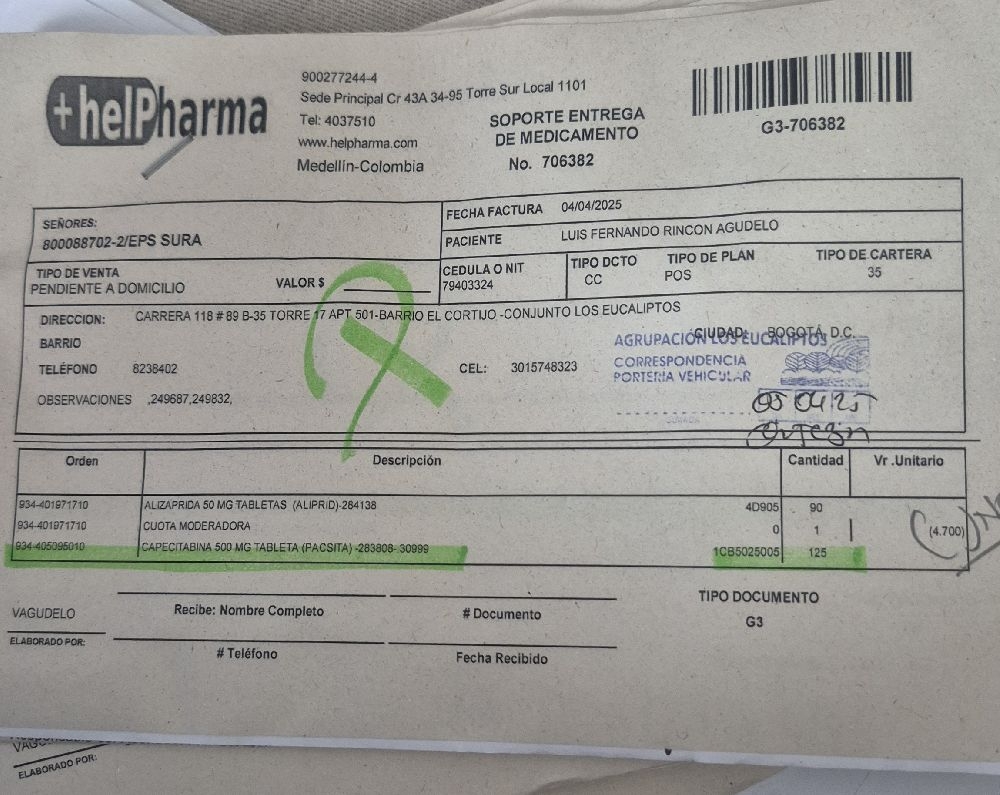 +helPharma
900277244-4
Sede Principal Cr 43A 34-95 Torre Sur Local 1101
Tel: 4037510
www.helpharma.com
Medellín-Colombia
SOPORTE ENTREGA
DE MEDICAMENTO
No. 706382
G3-706382
SEÑORES:
800088702-2/EPS SURA
FECHA FACTURA 04/04/2025
PACIENTE LUIS FERNANDO RINCON AGUDELO
TIPO DE VENTA
PENDIENTE A DOMICILIO
VALOR $
CEDULA O NIT
79403324
TIPO DCTO
CC
TIPO DE PLAN
POS
TIPO DE CARTERA
35
DIRECCION: CARRERA 118 # 89 B-35 TORRE 17 APT 501-BARRIO EL CORTIJO -CONJUNTO LOS EUCALIPTOS
BARRIO
CIUDAD: BOGOTÁ, D.C.
TELÉFONO 8238402
CEL: 3015748323
OBSERVACIONES ,249687,249832,
AGRUPACIÓN LOS EUCALIPTOS
CORRESPONDENCIA
PORTERIA VEHICULAR
05 04 25
Orden Descripción Cantidad Vr .Unitario
934-401971710 ALIZAPRIDA 50 MG TABLETAS (ALIPRID)-284138 4D905 90
934-401971710 CUOTA MODERADORA 0 1 (4.700)
934-405095010 CAPECITABINA 500 MG TABLETA (PACSITA) -283808- 30999 1CB5025005 125
VAGUDELO
ELABORADO POR:
Recibe: Nombre Completo
# Documento
# Teléfono
Fecha Recibido
TIPO DOCUMENTO
G3
ELABORADO POR: